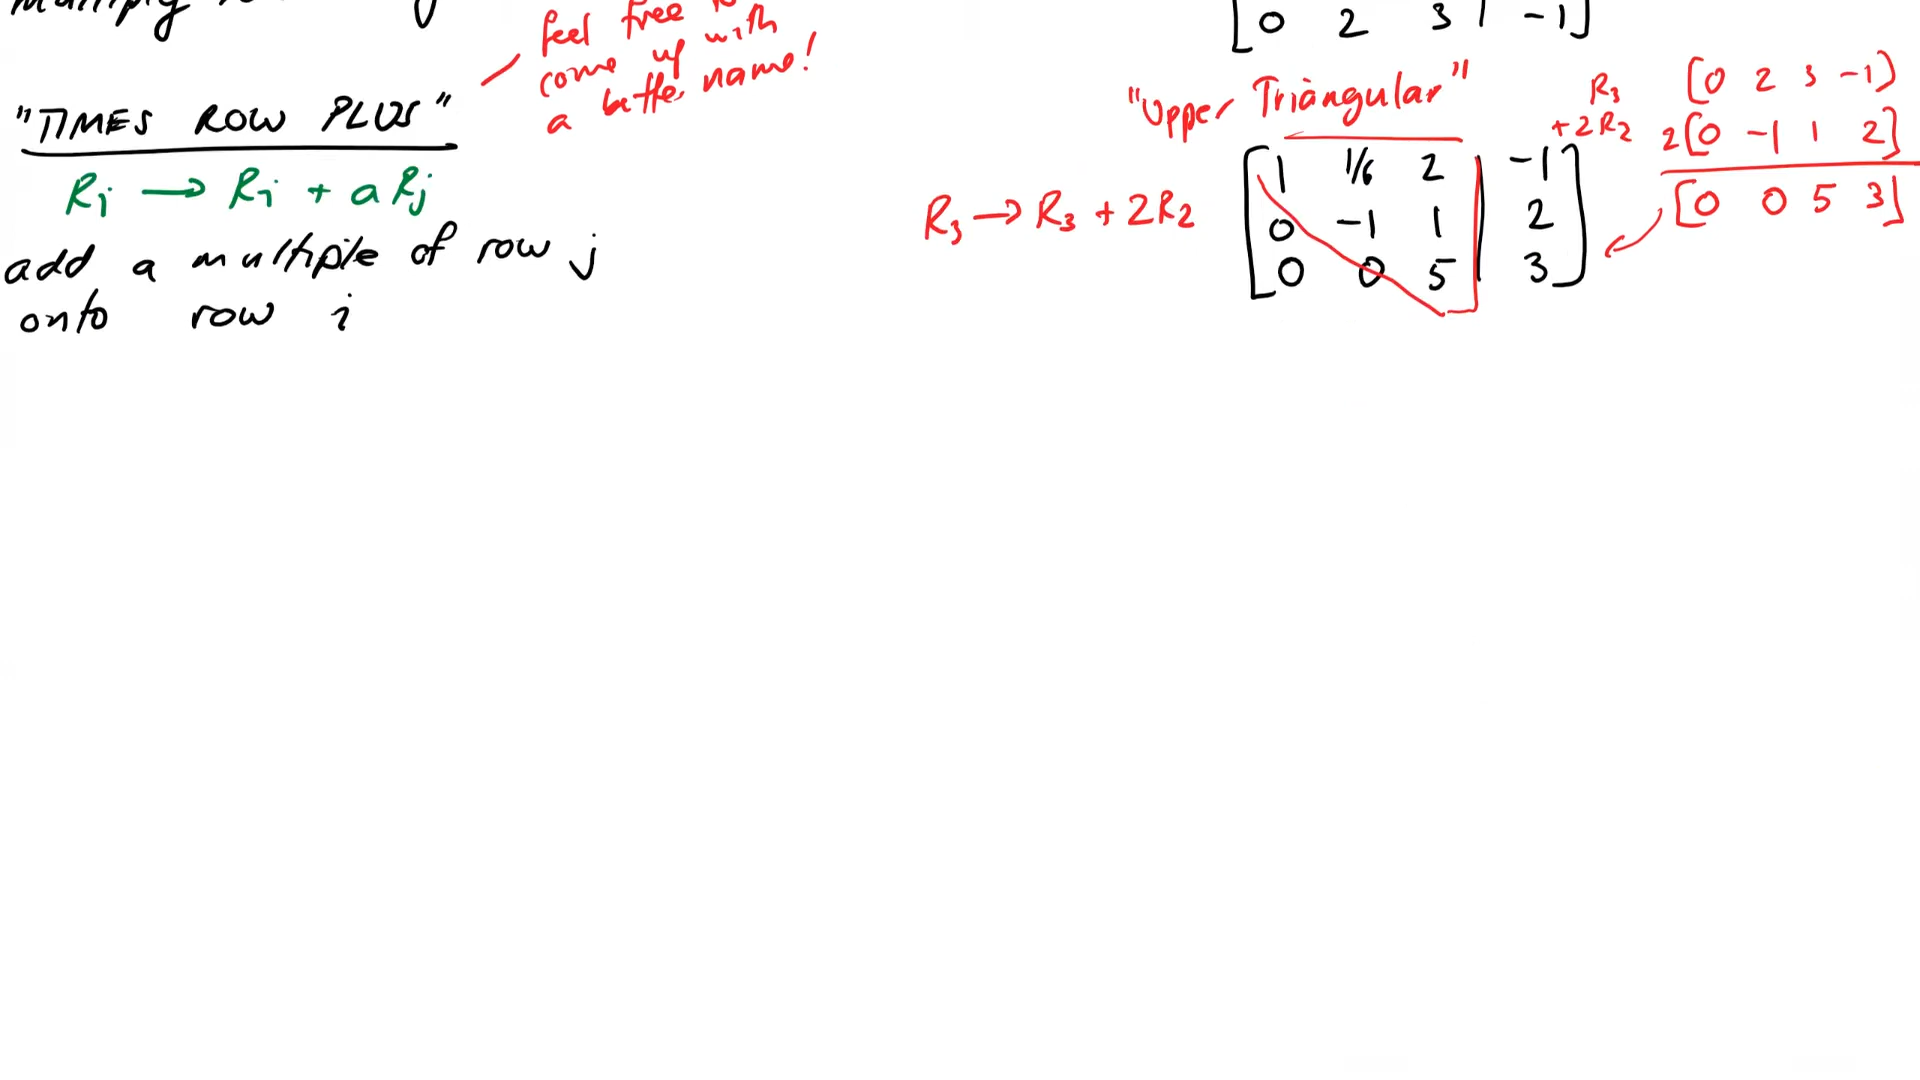 feel free
come up with
a better name!
"TIMES ROW PLUS"
Ri → Ri + a Rj
add a multiple of row j
onto row i
[0 2 3 | -1]
"Upper Triangular"
R3 → R3 + 2R2
[1 1/6 2 | -1
0 -1 1 | 2
0 0 5 | 3]
R3 [0 2 3 -1)
+2R2 2[0 -1 1 2]
[0 0 5 3]